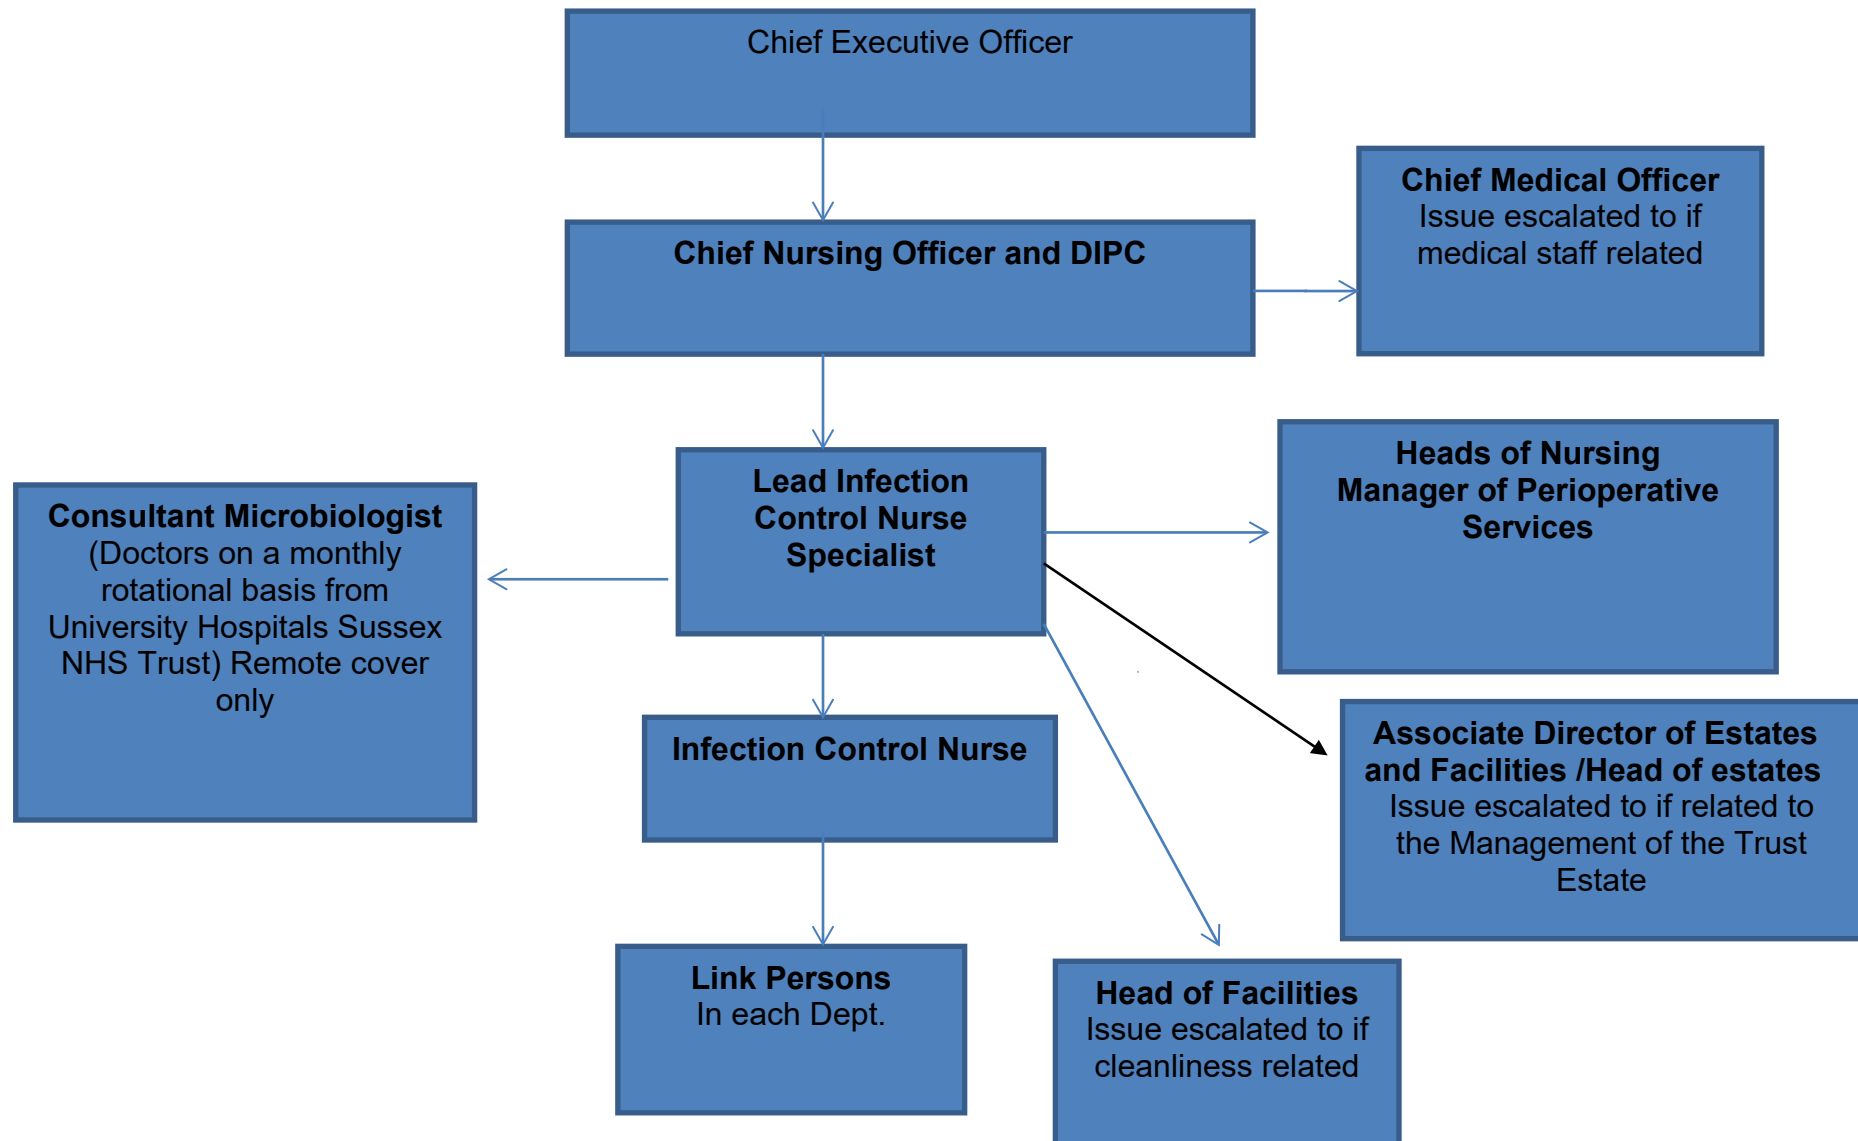 Chief Executive Officer
Chief Medical Officer
Issue escalated to if
medical staff related
Chief Nursing Officer and DIPC
Heads of Nursing
Manager of Perioperative
Services
Lead Infection
Control Nurse
Specialist
Consultant Microbiologist
(Doctors on a monthly
rotational basis from
University Hospitals Sussex
NHS Trust) Remote cover
only
Infection Control Nurse
Associate Director of Estates
and Facilities /Head of estates
Issue escalated to if related to
the Management of the Trust
Estate
Link Persons
In each Dept.
Head of Facilities
Issue escalated to if
cleanliness related